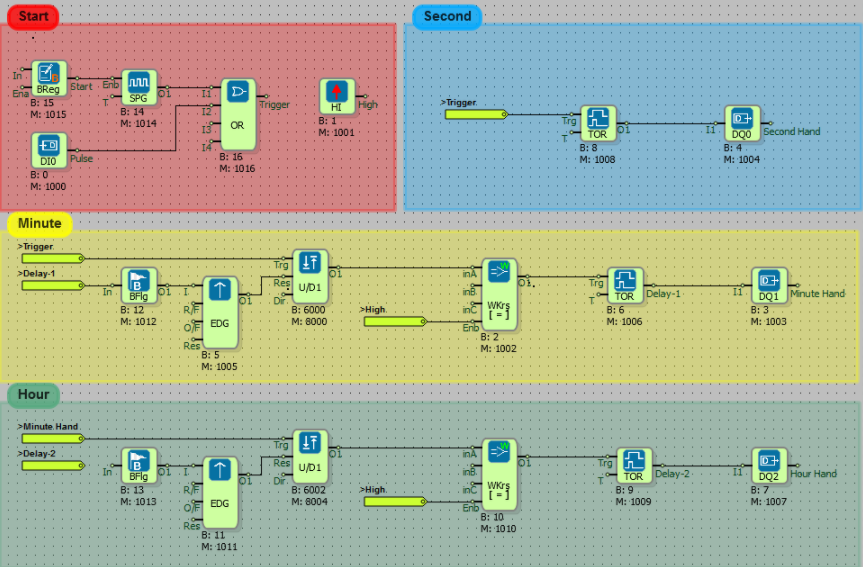 Start
In
Ena
BReg
Start
B: 15
M: 1015
Enb
T
SPG
O1
B: 14
M: 1014
I1
I2
I3
I4
OR
Trigger
B: 16
M: 1016
HI
High
B: 1
M: 1001
DI0
Pulse
B: 0
M: 1000
Second
>Trigger
Trg
T
TOR
O1
B: 8
M: 1008
I1
DQ0
Second Hand
B: 4
M: 1004
Minute
>Trigger
>Delay-1
In
BFlg
O1
B: 12
M: 1012
I
R/F
O/F
Res
EDG
O1
B: 5
M: 1005
Trg
Res
Dir
U/D1
O1
B: 6000
M: 8000
>High
inA
inB
inC
Enb
WKrs
[ = ]
O1
B: 2
M: 1002
Trg
T
TOR
Delay-1
B: 6
M: 1006
I1
DQ1
Minute Hand
B: 3
M: 1003
Hour
>Minute Hand
>Delay-2
In
BFlg
O1
B: 13
M: 1013
I
R/F
O/F
Res
EDG
O1
B: 11
M: 1011
Trg
Res
Dir
U/D1
O1
B: 6002
M: 8004
>High
inA
inB
inC
Enb
WKrs
[ = ]
O1
B: 10
M: 1010
Trg
T
TOR
Delay-2
B: 9
M: 1009
I1
DQ2
Hour Hand
B: 7
M: 1007